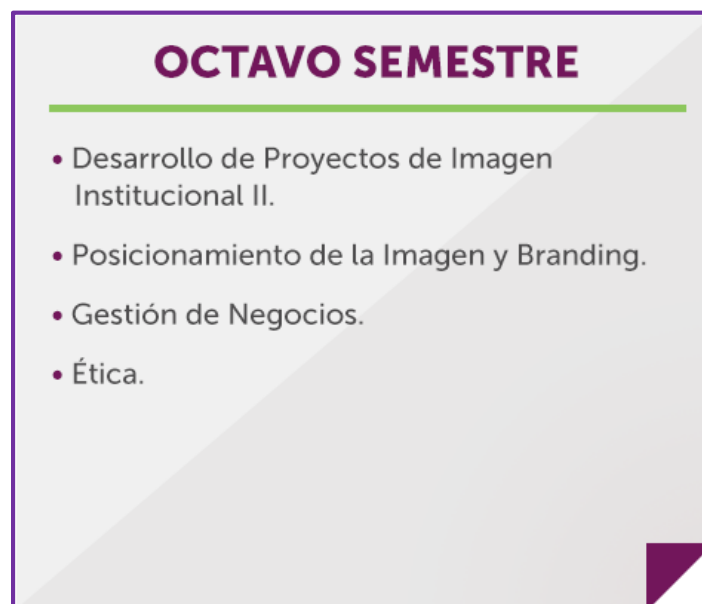 OCTAVO SEMESTRE
• Desarrollo de Proyectos de Imagen
Institucional II.
• Posicionamiento de la Imagen y Branding.
• Gestión de Negocios.
• Ética.